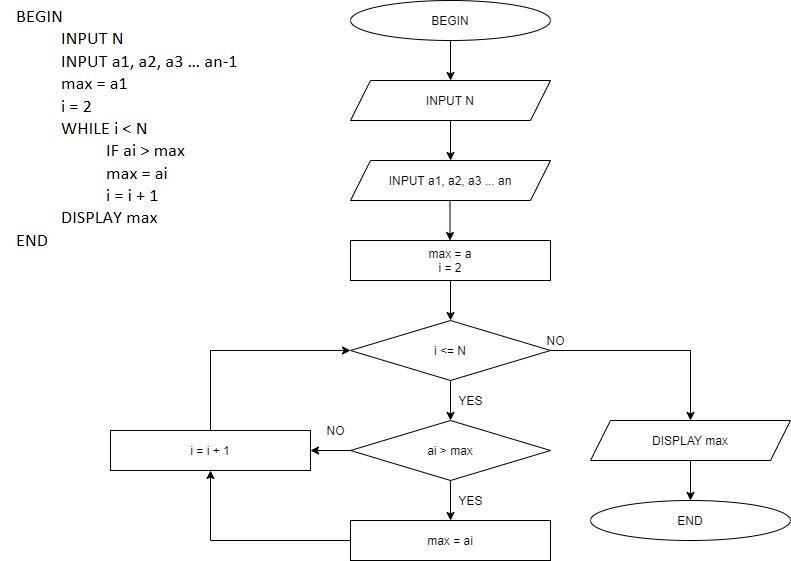 BEGIN
INPUT N
INPUT a1, a2, a3 ... an-1
max = a1
i = 2
WHILE i < N
IF ai > max
max = ai
i = i + 1
DISPLAY max
END
BEGIN
INPUT N
INPUT a1, a2, a3 ... an
max = a
i = 2
i <= N
NO
YES
ai > max
NO
i = i + 1
YES
max = ai
DISPLAY max
END